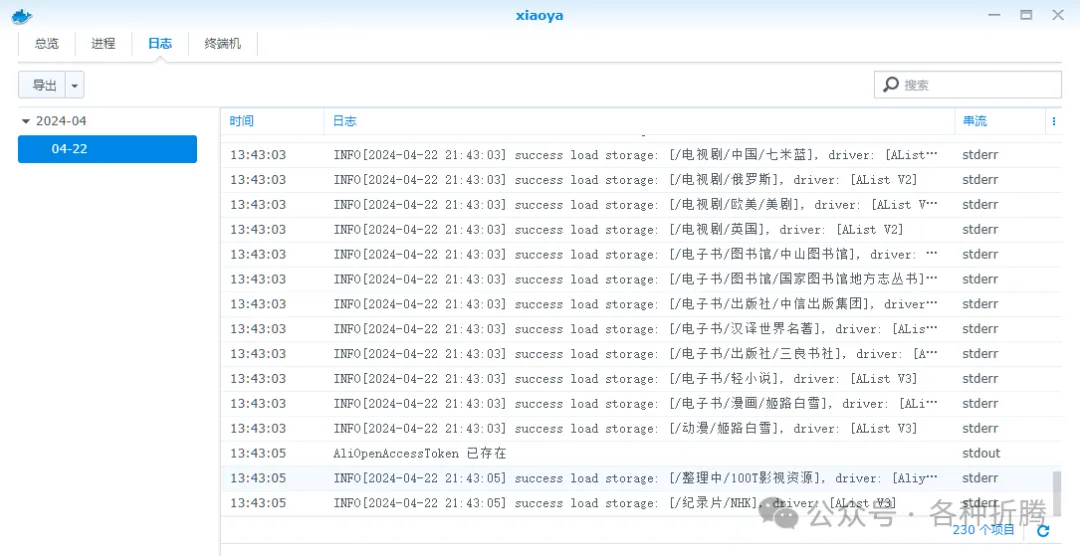 xiaoya
总览 进程 日志 终端机
导出 搜索
2024-04
04-22
时间 日志 串流
13:43:03 INFO[2024-04-22 21:43:03] success load storage: [/电视剧/中国/七米蓝], driver: [AList… stderr
13:43:03 INFO[2024-04-22 21:43:03] success load storage: [/电视剧/俄罗斯], driver: [AList V2] stderr
13:43:03 INFO[2024-04-22 21:43:03] success load storage: [/电视剧/欧美/美剧], driver: [AList V… stderr
13:43:03 INFO[2024-04-22 21:43:03] success load storage: [/电视剧/英国], driver: [AList V2] stderr
13:43:03 INFO[2024-04-22 21:43:03] success load storage: [/电子书/图书馆/中山图书馆], driver: … stderr
13:43:03 INFO[2024-04-22 21:43:03] success load storage: [/电子书/图书馆/国家图书馆地方志丛书]… stderr
13:43:03 INFO[2024-04-22 21:43:03] success load storage: [/电子书/出版社/中信出版集团], driver… stderr
13:43:03 INFO[2024-04-22 21:43:03] success load storage: [/电子书/汉译世界名著], driver: [ALis… stderr
13:43:03 INFO[2024-04-22 21:43:03] success load storage: [/电子书/出版社/三良书社], driver: [A… stderr
13:43:03 INFO[2024-04-22 21:43:03] success load storage: [/电子书/轻小说], driver: [AList V3] stderr
13:43:03 INFO[2024-04-22 21:43:03] success load storage: [/电子书/漫画/姬路白雪], driver: [ALi… stderr
13:43:03 INFO[2024-04-22 21:43:03] success load storage: [/动漫/姬路白雪], driver: [AList V3] stderr
13:43:05 AliOpenAccessToken 已存在 stdout
13:43:05 INFO[2024-04-22 21:43:05] success load storage: [/整理中/100T影视资源], driver: [Aliy… stderr
13:43:05 INFO[2024-04-22 21:43:05] success load storage: [/纪录片/NHK], driver: [AList V3] stderr
公众号 · 各种折腾
230 个项目